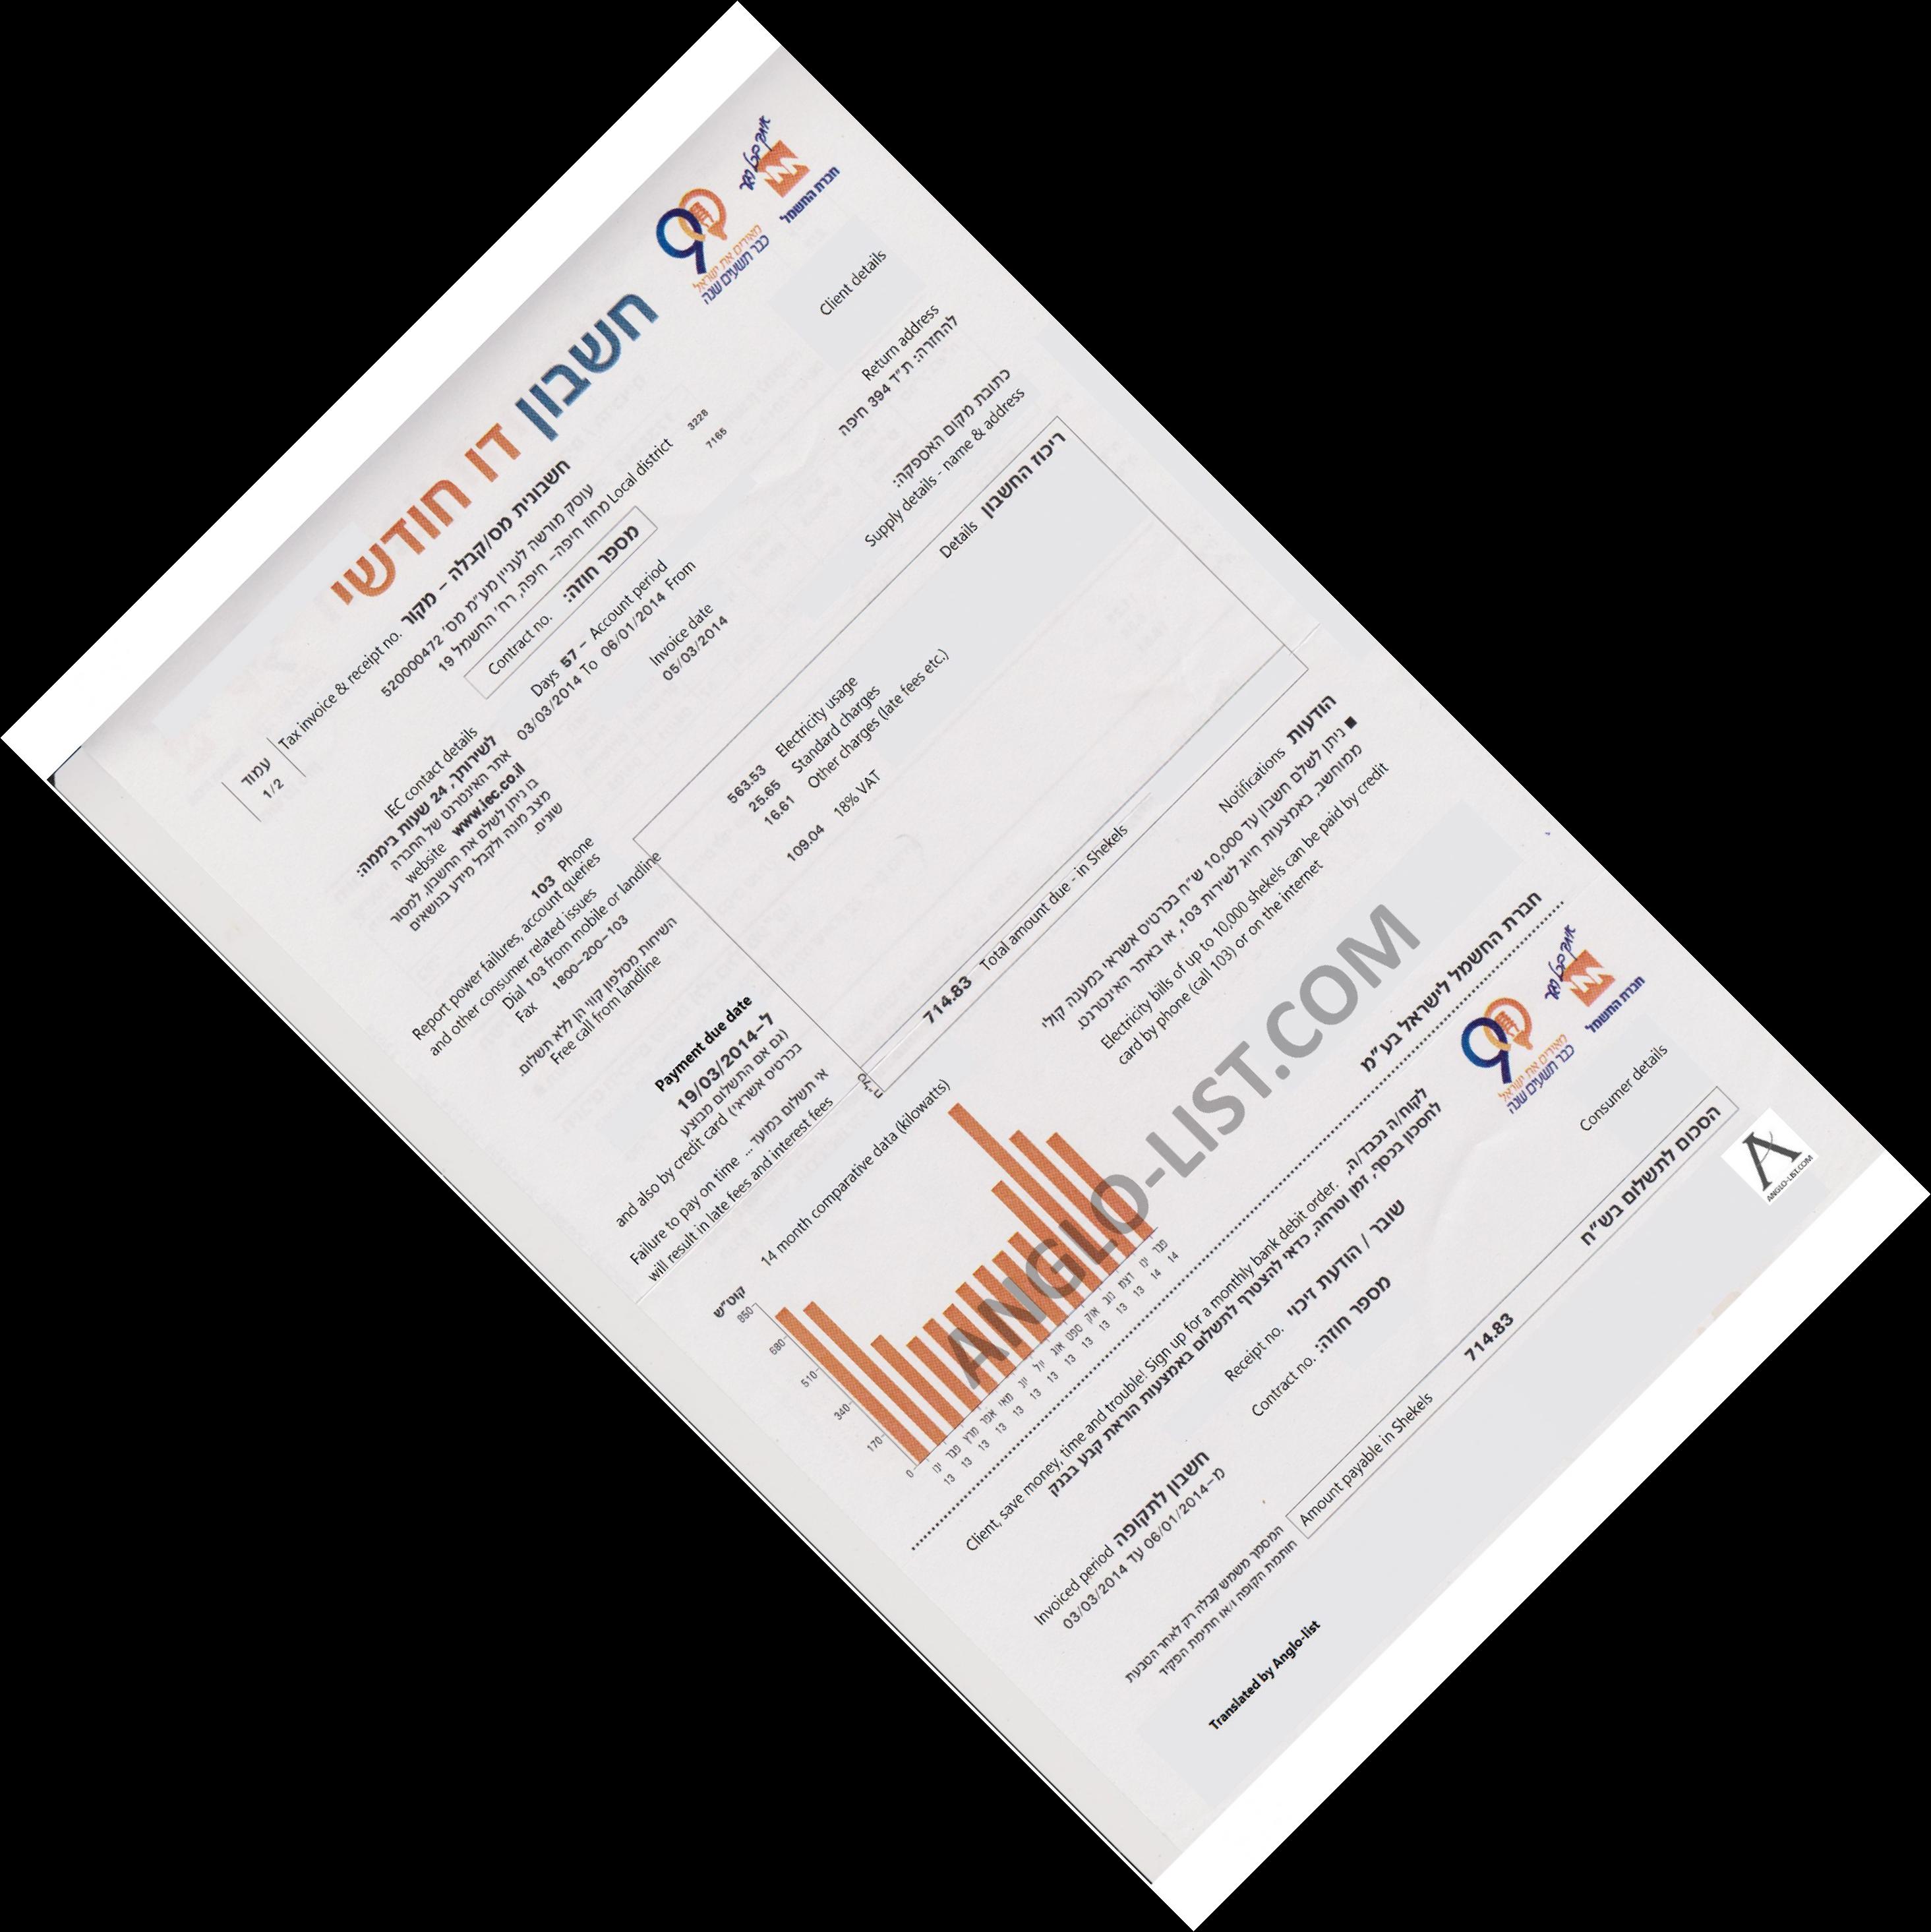 אומץ לשנות
חברת החשמל
90
מאירים את ישראל
כבר תשעים שנה
חשבון דו חודשי
עמוד
1/2
Tax invoice & receipt no. חשבונית מס/קבלה – מקור
עוסק מורשה לעניין מע"מ מס' 520000472
מחוז חיפה– חיפה, רח' החשמל 19 Local district
3228
7165
Contract no. מספר חוזה:
Days 57 – Account period
03/03/2014 To 06/01/2014 From
Invoice date
05/03/2014
Client details
Return address
להחזרה: ת"ד 394 חיפה
כתובת מקום האספקה:
Supply details - name & address
IEC contact details
לשירותך, 24 שעות ביממה:
אתר האינטרנט של החברה
website www.iec.co.il
בו ניתן לשלם את החשבון, למסור
מצב מונה ולקבל מידע בנושאים
שונים.
103 Phone
Report power failures, account queries
and other consumer related issues
Dial 103 from mobile or landline
Fax 1800-200-103
השיחות מטלפון קווי הן ללא תשלום.
Free call from landline
Details ריכוז החשבון
563.53 Electricity usage
25.65 Standard charges
16.61 Other charges (late fees etc.)
109.04 18% VAT
714.83 Total amount due - in Shekels
Payment due date
ל–19/03/2014
(גם אם התשלום מבוצע
בכרטיס אשראי)
and also by credit card
אי תשלום במועד ...
Failure to pay on time
will result in late fees and interest fees
Notifications הודעות
■ ניתן לשלם חשבון עד 10,000 ש"ח בכרטיס אשראי במענה קולי
ממוחשב, באמצעות חיוג לשירות 103, או באתר האינטרנט.
Electricity bills of up to 10,000 shekels can be paid by credit
card by phone (call 103) or on the internet
14 month comparative data (kilowatts)
קוט"ש
850
680
510
340
170
0
ינו פבר מרץ אפר מאי יונ יול אוג ספט אוק נוב דצמ ינו פבר
13 13 13 13 13 13 13 13 13 13 13 13 14 14
ANGLO-LIST.COM
חברת החשמל לישראל בע"מ
אומץ לשנות
חברת החשמל
90
מאירים את ישראל
כבר תשעים שנה
לקוח/ה נכבד/ה,
Client, save money, time and trouble! Sign up for a monthly bank debit order.
לחסכון בכסף, זמן וטרחה, כדאי להצטרף לתשלום באמצעות הוראת קבע בבנק
Receipt no. שובר / הודעת זיכוי
Contract no. מספר חוזה:
Consumer details
Invoiced period חשבון לתקופה
מ–06/01/2014 עד 03/03/2014
הסכום לתשלום בש"ח
714.83
Amount payable in Shekels
המסמך משמש קבלה רק לאחר הטבעת
חותמת הקופה ו/או חתימת הפקיד
Translated by Anglo-list
A
ANGLO-LIST.COM